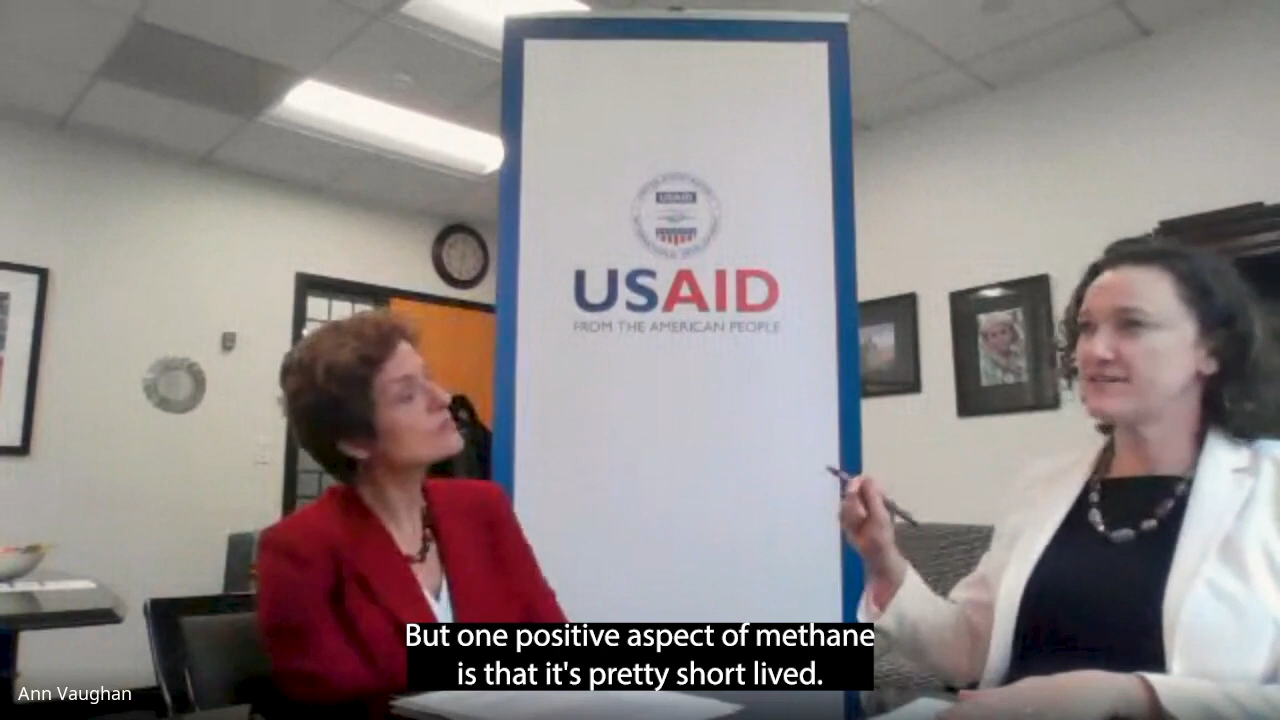 USAID
USAID
FROM THE AMERICAN PEOPLE
But one positive aspect of methane
is that it's pretty short lived.
Ann Vaughan